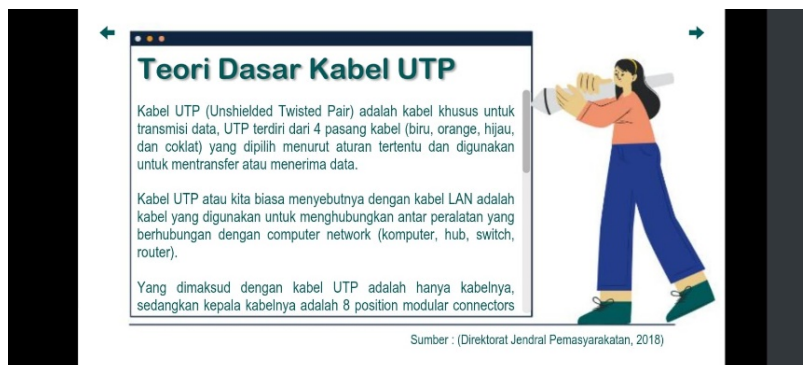 Teori Dasar Kabel UTP
Kabel UTP (Unshielded Twisted Pair) adalah kabel khusus untuk
transmisi data, UTP terdiri dari 4 pasang kabel (biru, orange, hijau,
dan coklat) yang dipilih menurut aturan tertentu dan digunakan
untuk mentransfer atau menerima data.
Kabel UTP atau kita biasa menyebutnya dengan kabel LAN adalah
kabel yang digunakan untuk menghubungkan antar peralatan yang
berhubungan dengan computer network (komputer, hub, switch,
router).
Yang dimaksud dengan kabel UTP adalah hanya kabelnya,
sedangkan kepala kabelnya adalah 8 position modular connectors
Sumber : (Direktorat Jendral Pemasyarakatan, 2018)